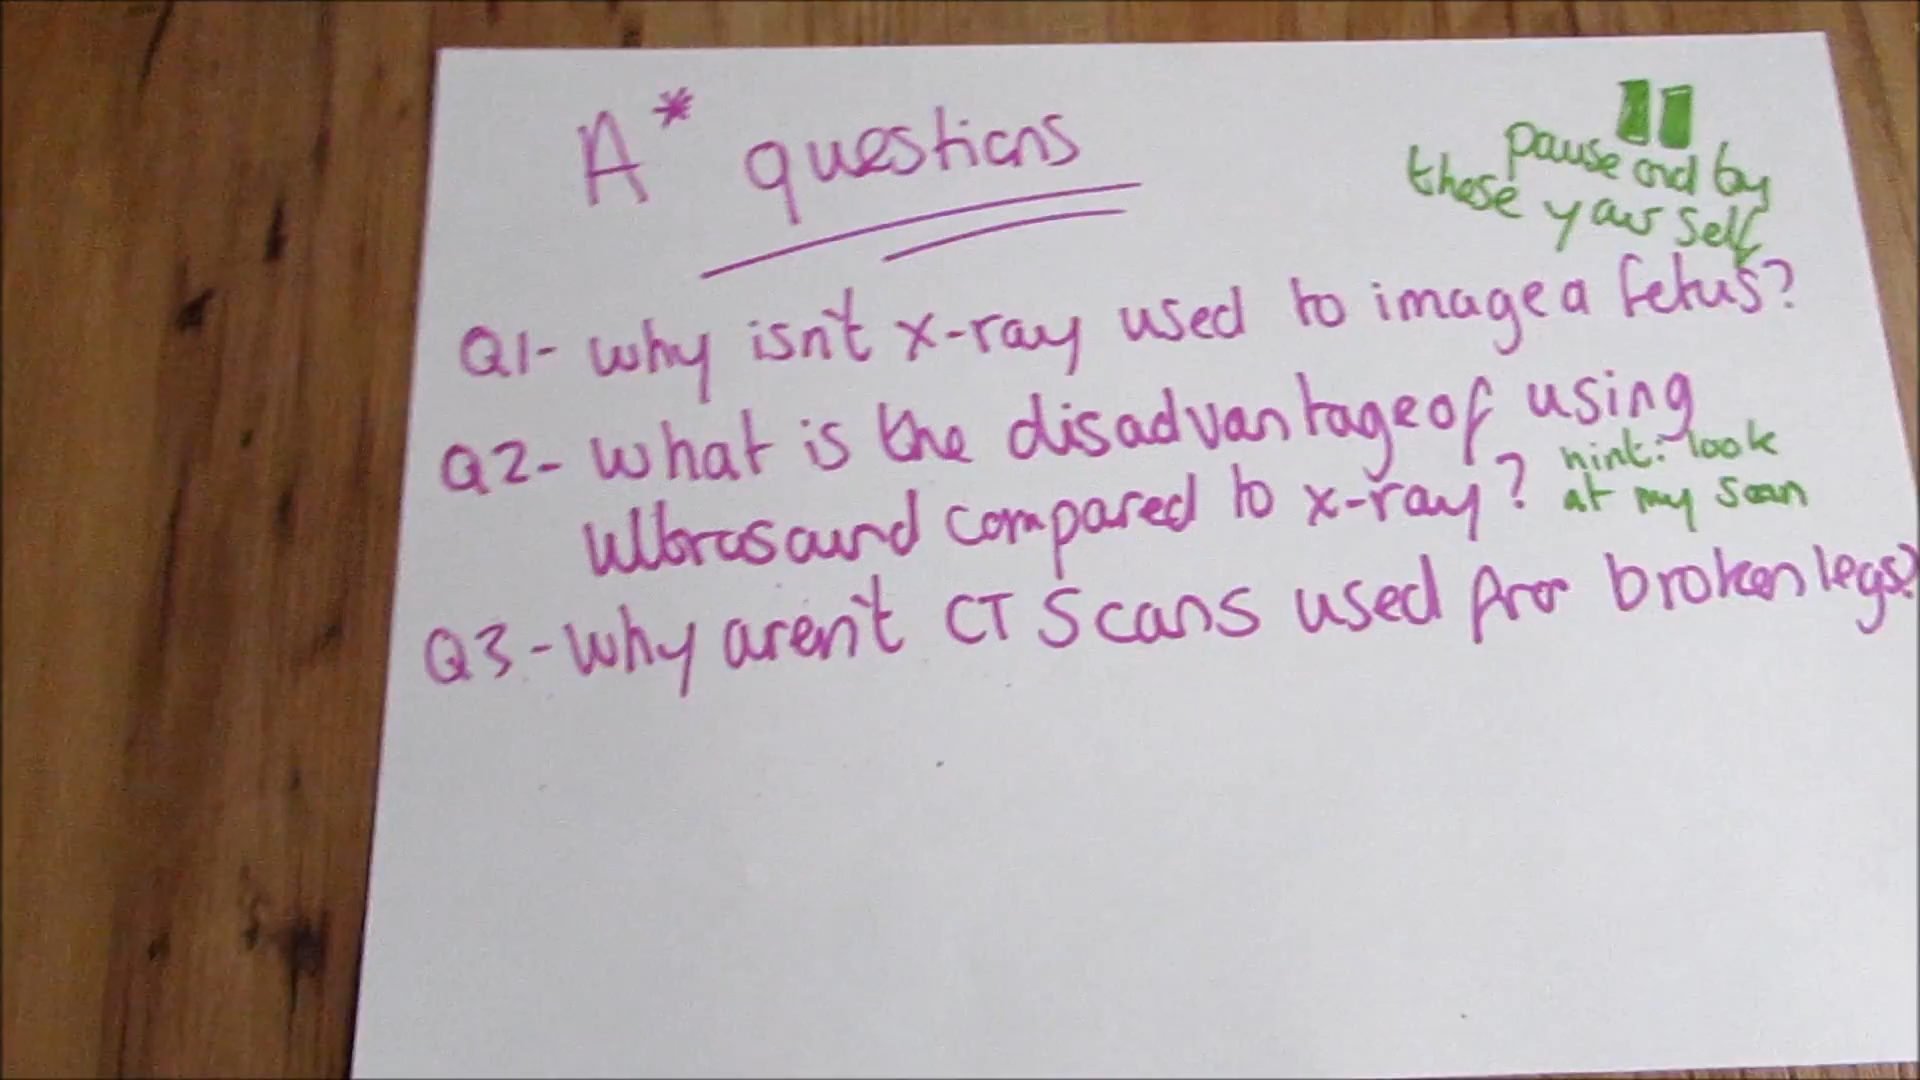 A* questions
pause and try
these yourself
Q1- why isn't x-ray used to image a fetus?
Q2- what is the disadvantage of using
ultrasound compared to x-ray?
hint: look
at my scan
Q3- Why aren't CT Scans used for broken legs?